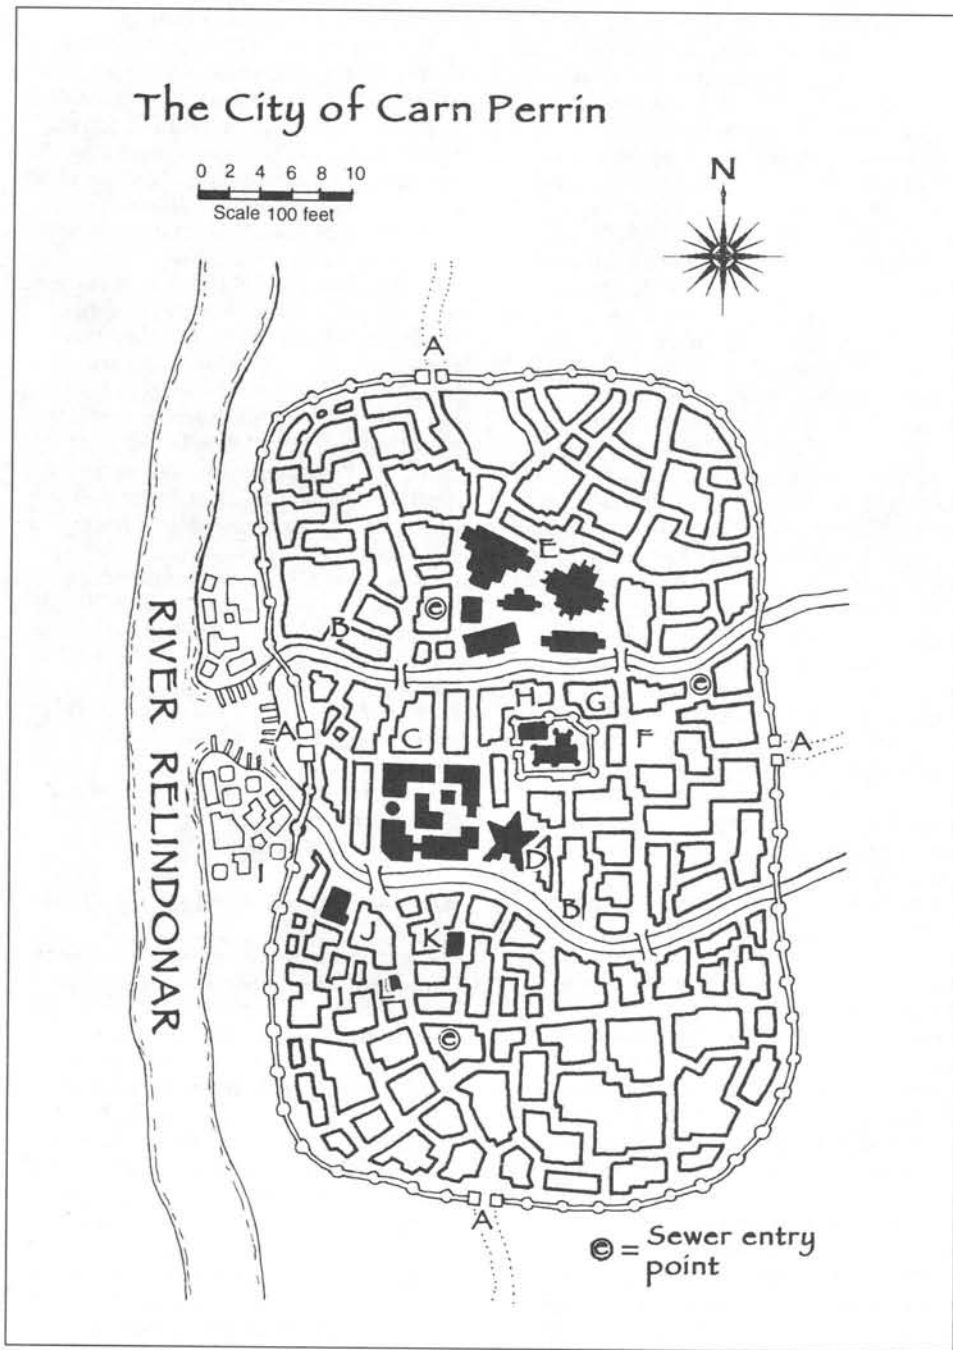 The City of Carn Perrin
0 2 4 6 8 10
Scale 100 feet
N
A
E
e
B
RIVER RELINDONAR
e
H
G
A
C
F
A
D
I
B
J
K
L
e
A
e = Sewer entry
point